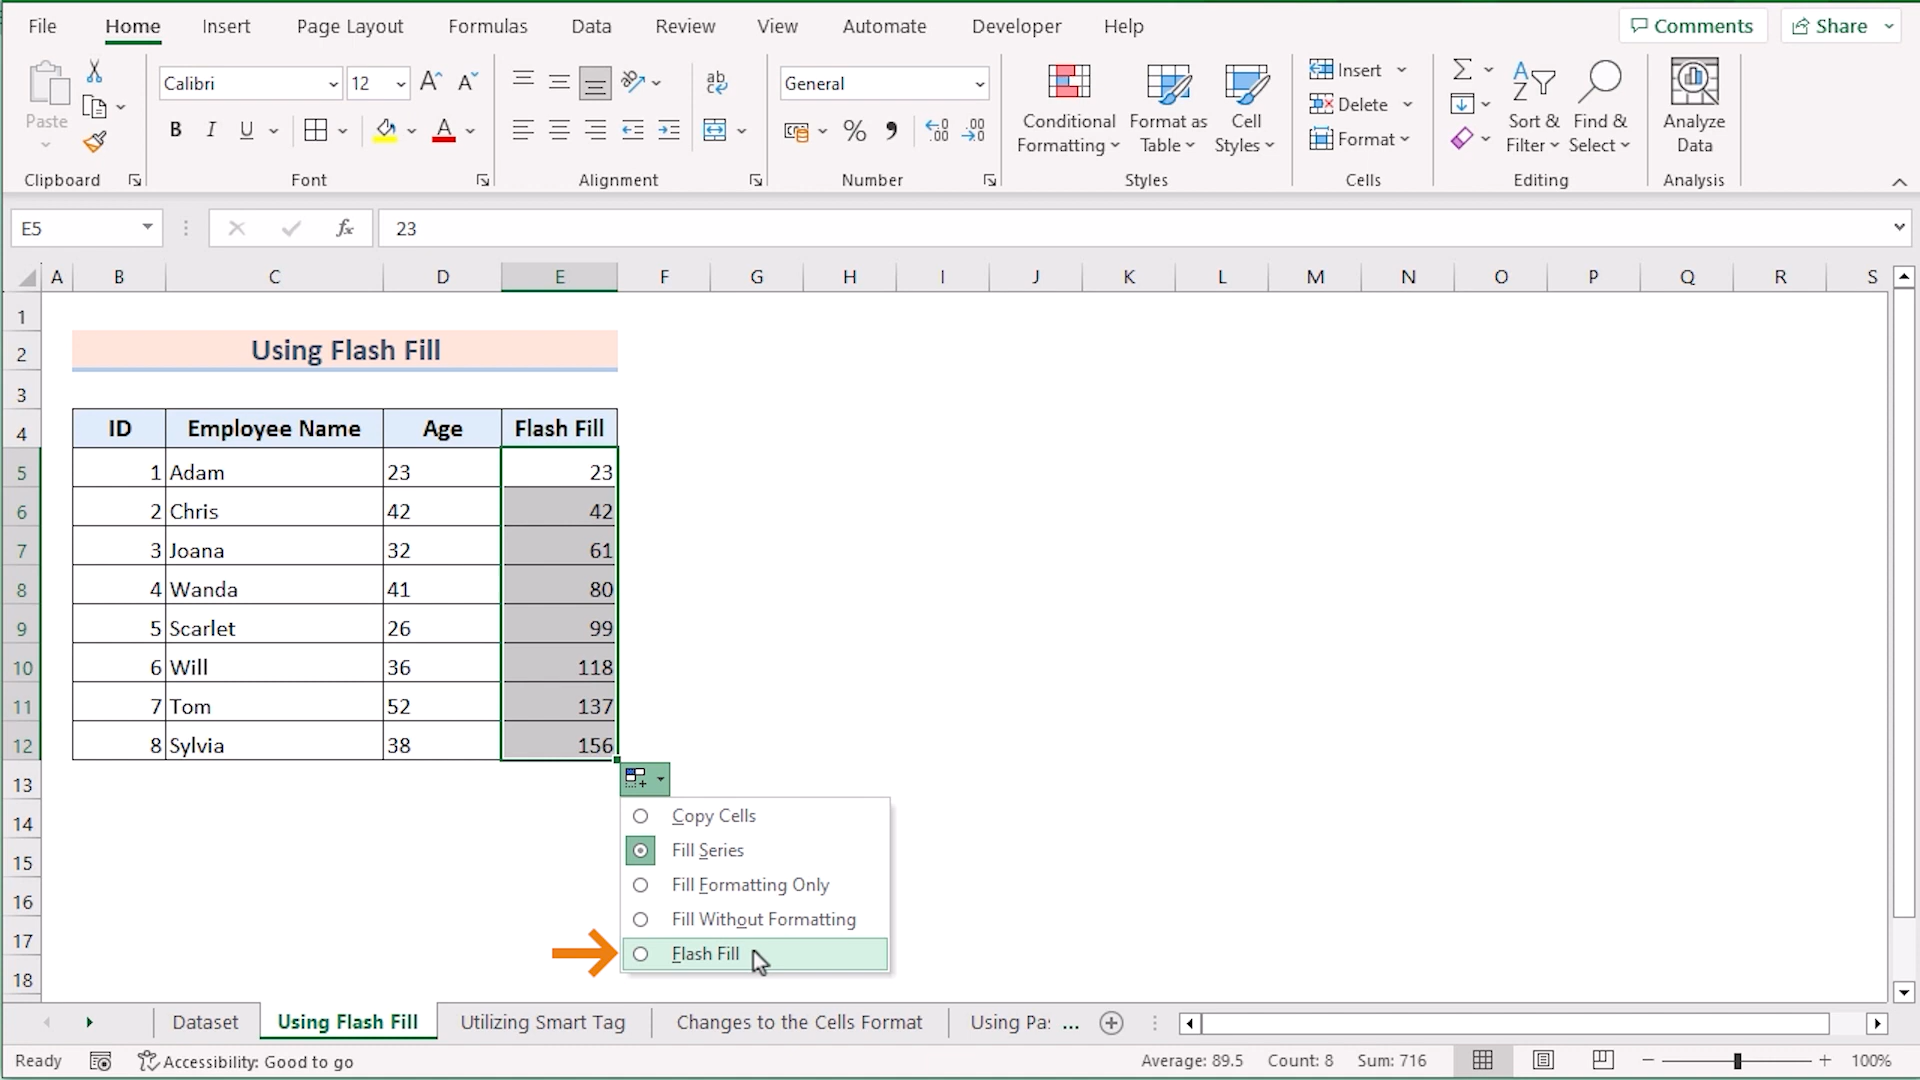 File Home Insert Page Layout Formulas Data Review View Automate Developer Help Comments Share
Calibri 12 A A General Insert
Paste Conditional Format as Cell Delete Sort & Find & Analyze
B I U A % Formatting Table Styles Format Filter Select Data
Clipboard Font Alignment Number Styles Cells Editing Analysis
E5 fx 23
A B C D E F G H I J K L M N O P Q R S
1
2 Using Flash Fill
3
4 ID Employee Name Age Flash Fill
5 1 Adam 23 23
6 2 Chris 42 42
7 3 Joana 32 61
8 4 Wanda 41 80
9 5 Scarlet 26 99
10 6 Will 36 118
11 7 Tom 52 137
12 8 Sylvia 38 156
13
14 Copy Cells
15 Fill Series
16 Fill Formatting Only
17 Fill Without Formatting
18 Flash Fill
Dataset Using Flash Fill Utilizing Smart Tag Changes to the Cells Format Using Pa: ...
Ready Accessibility: Good to go Average: 89.5 Count: 8 Sum: 716 100%